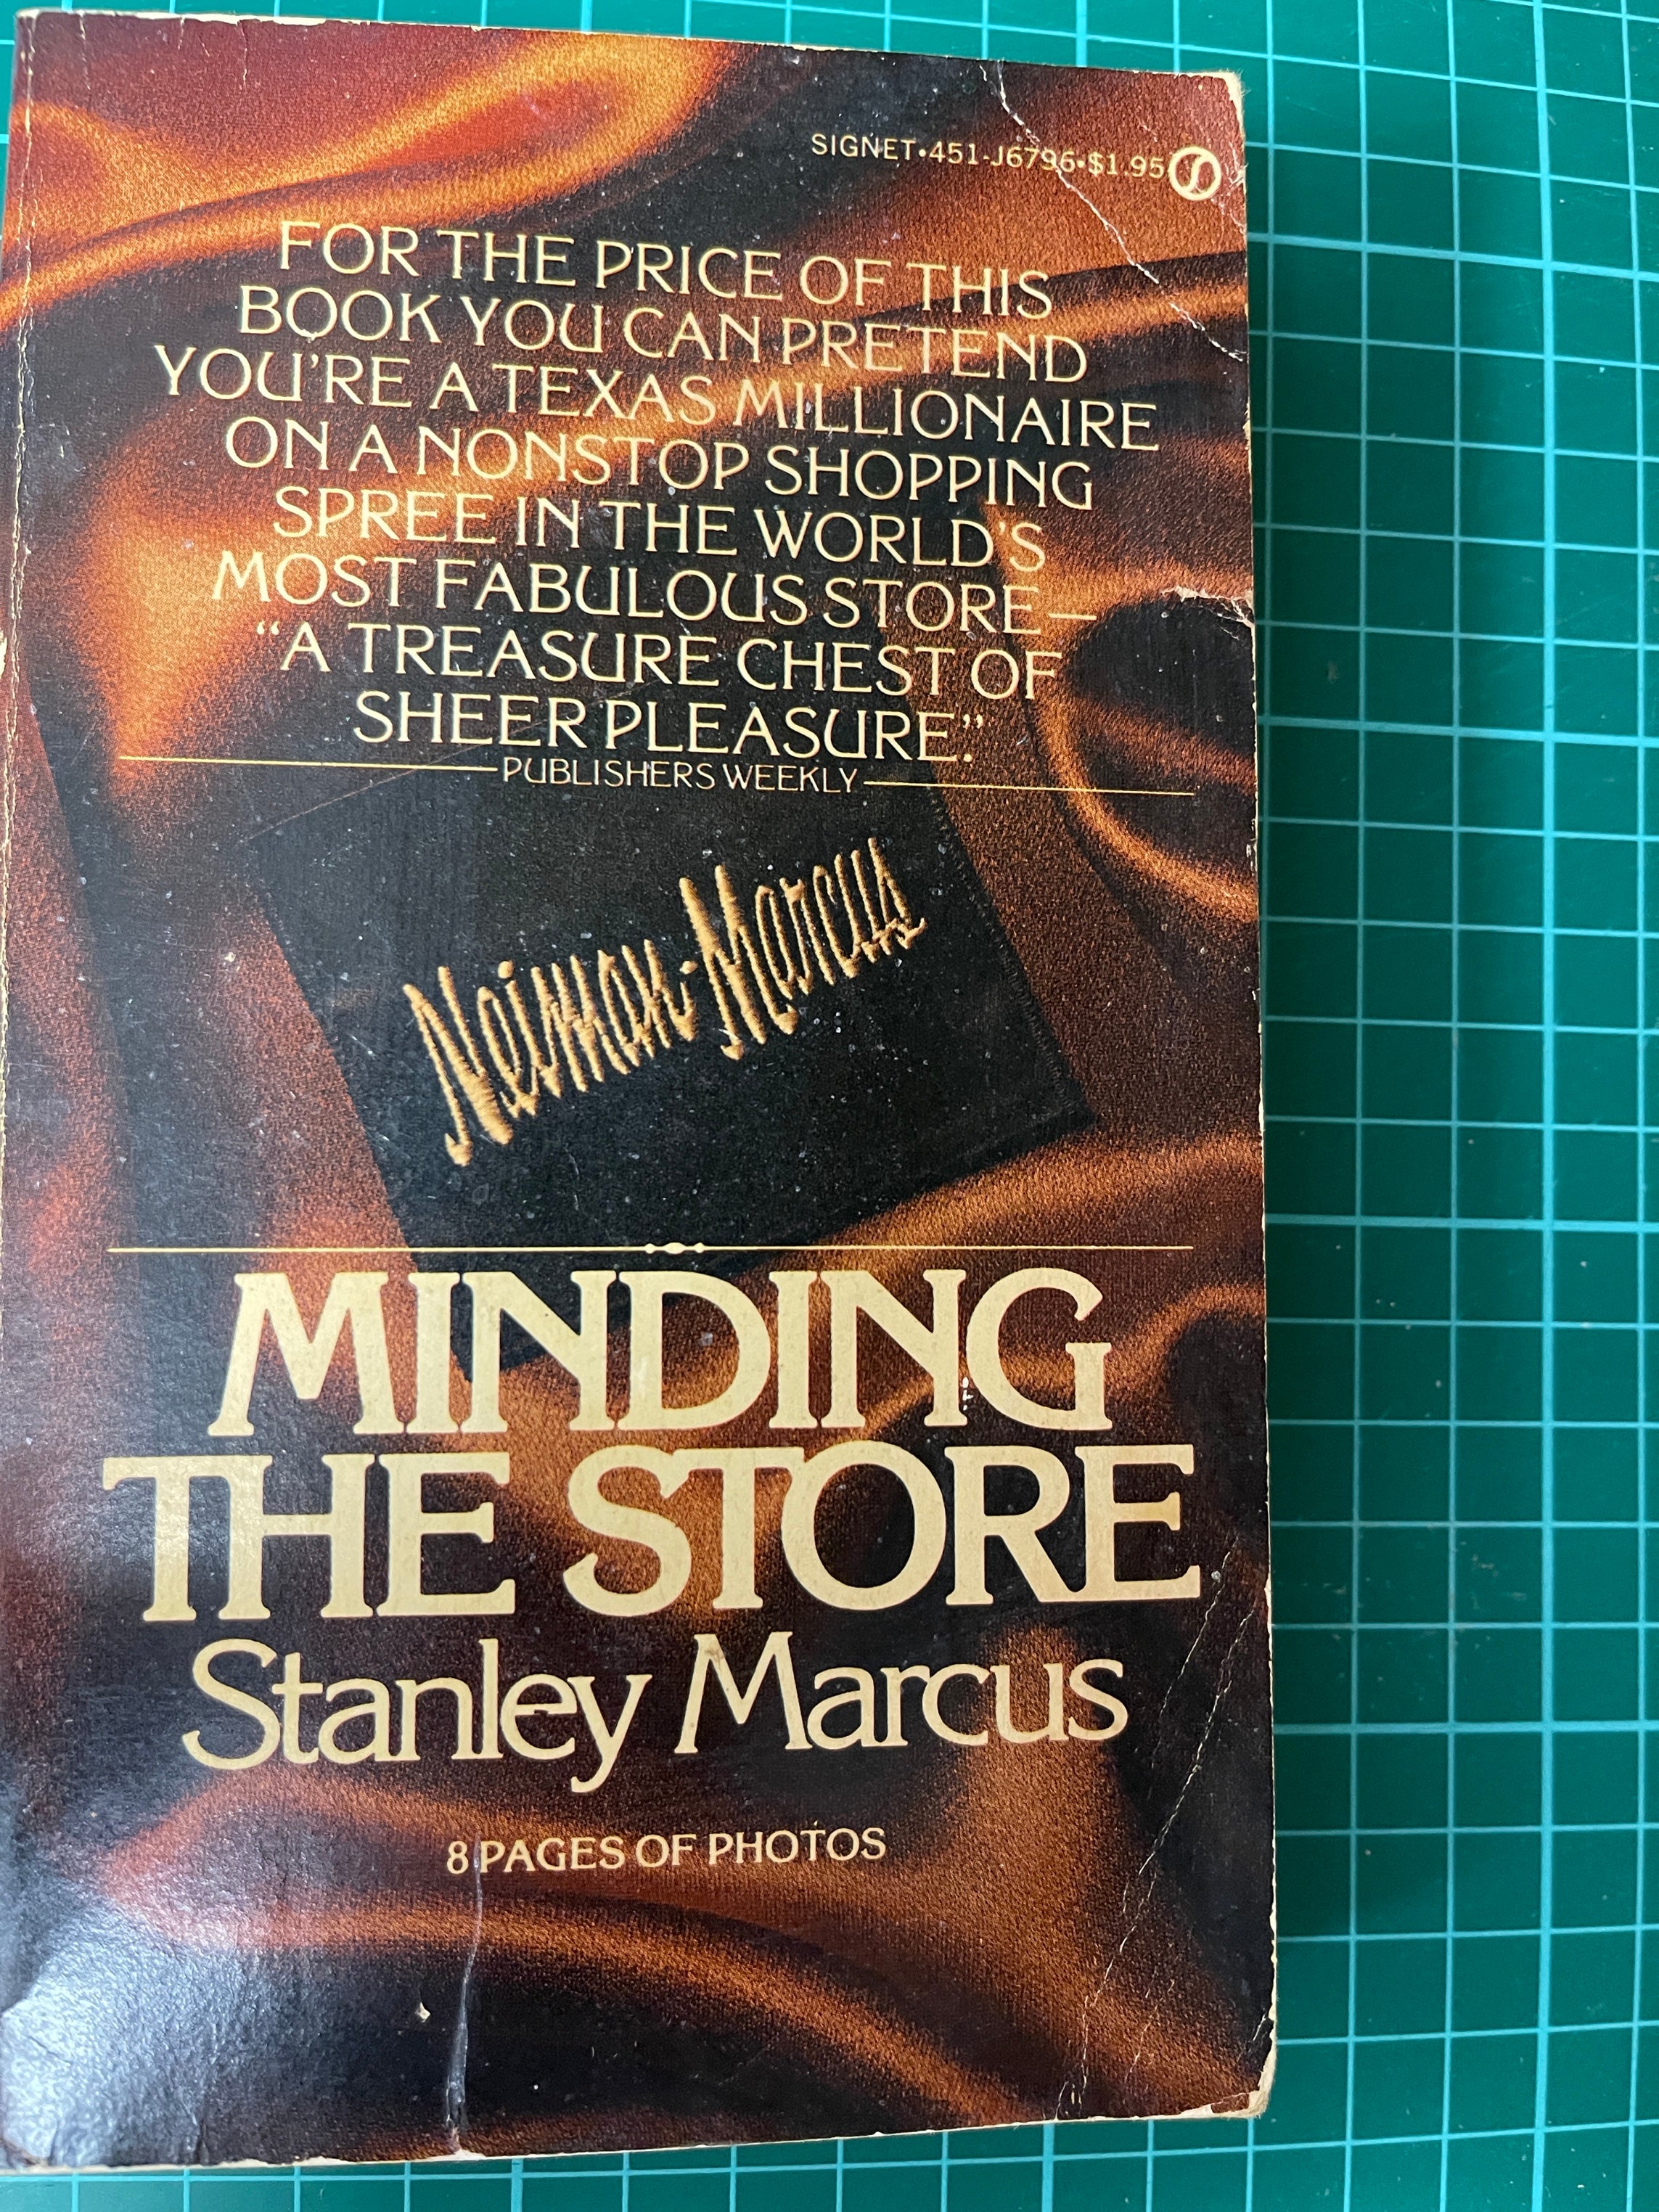 SIGNET•451-J6796•$1.95
FOR THE PRICE OF THIS
BOOK YOU CAN PRETEND
YOU'RE A TEXAS MILLIONAIRE
ON A NONSTOP SHOPPING
SPREE IN THE WORLD'S
MOST FABULOUS STORE—
“A TREASURE CHEST OF
SHEER PLEASURE.”
PUBLISHERS WEEKLY
Neiman-Marcus
MINDING
THE STORE
Stanley Marcus
8 PAGES OF PHOTOS